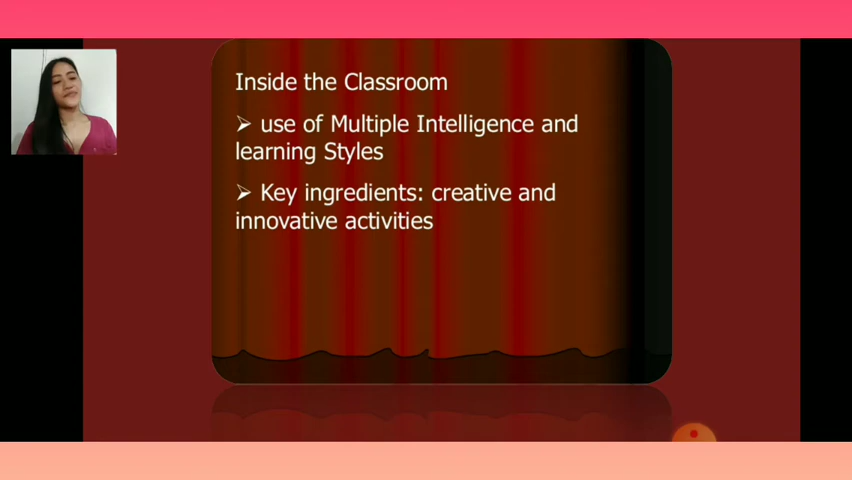 Inside the Classroom
➢ use of Multiple Intelligence and
learning Styles
➢ Key ingredients: creative and
innovative activities